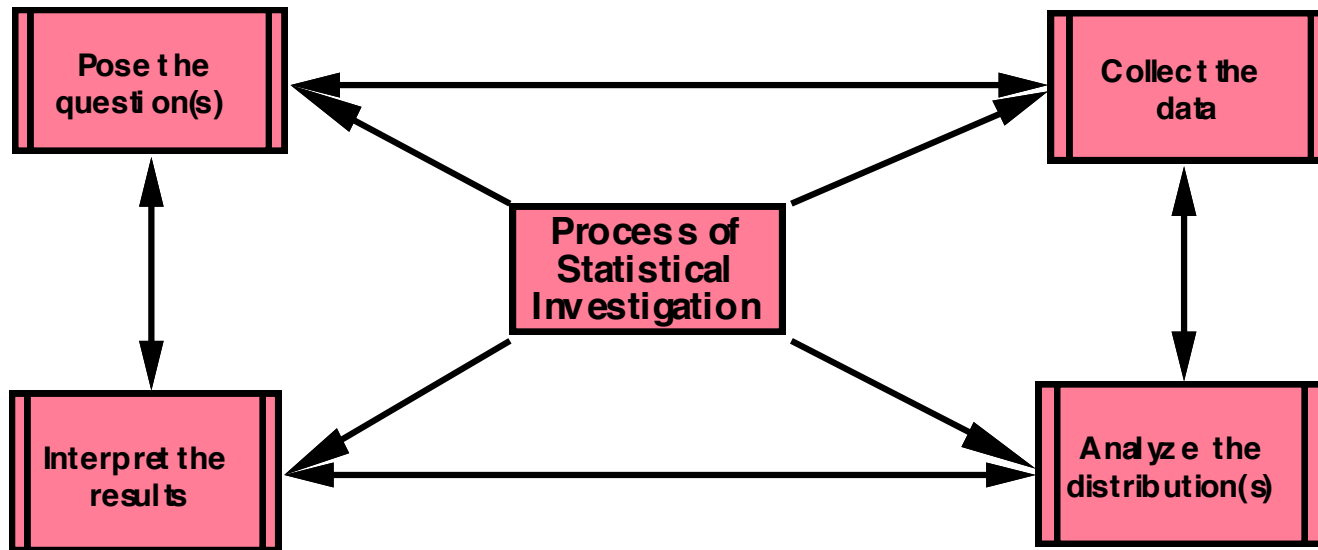 Pose the
question(s)
Collect the
data
Process of
Statistical
Investigation
Interpret the
results
Analyze the
distribution(s)